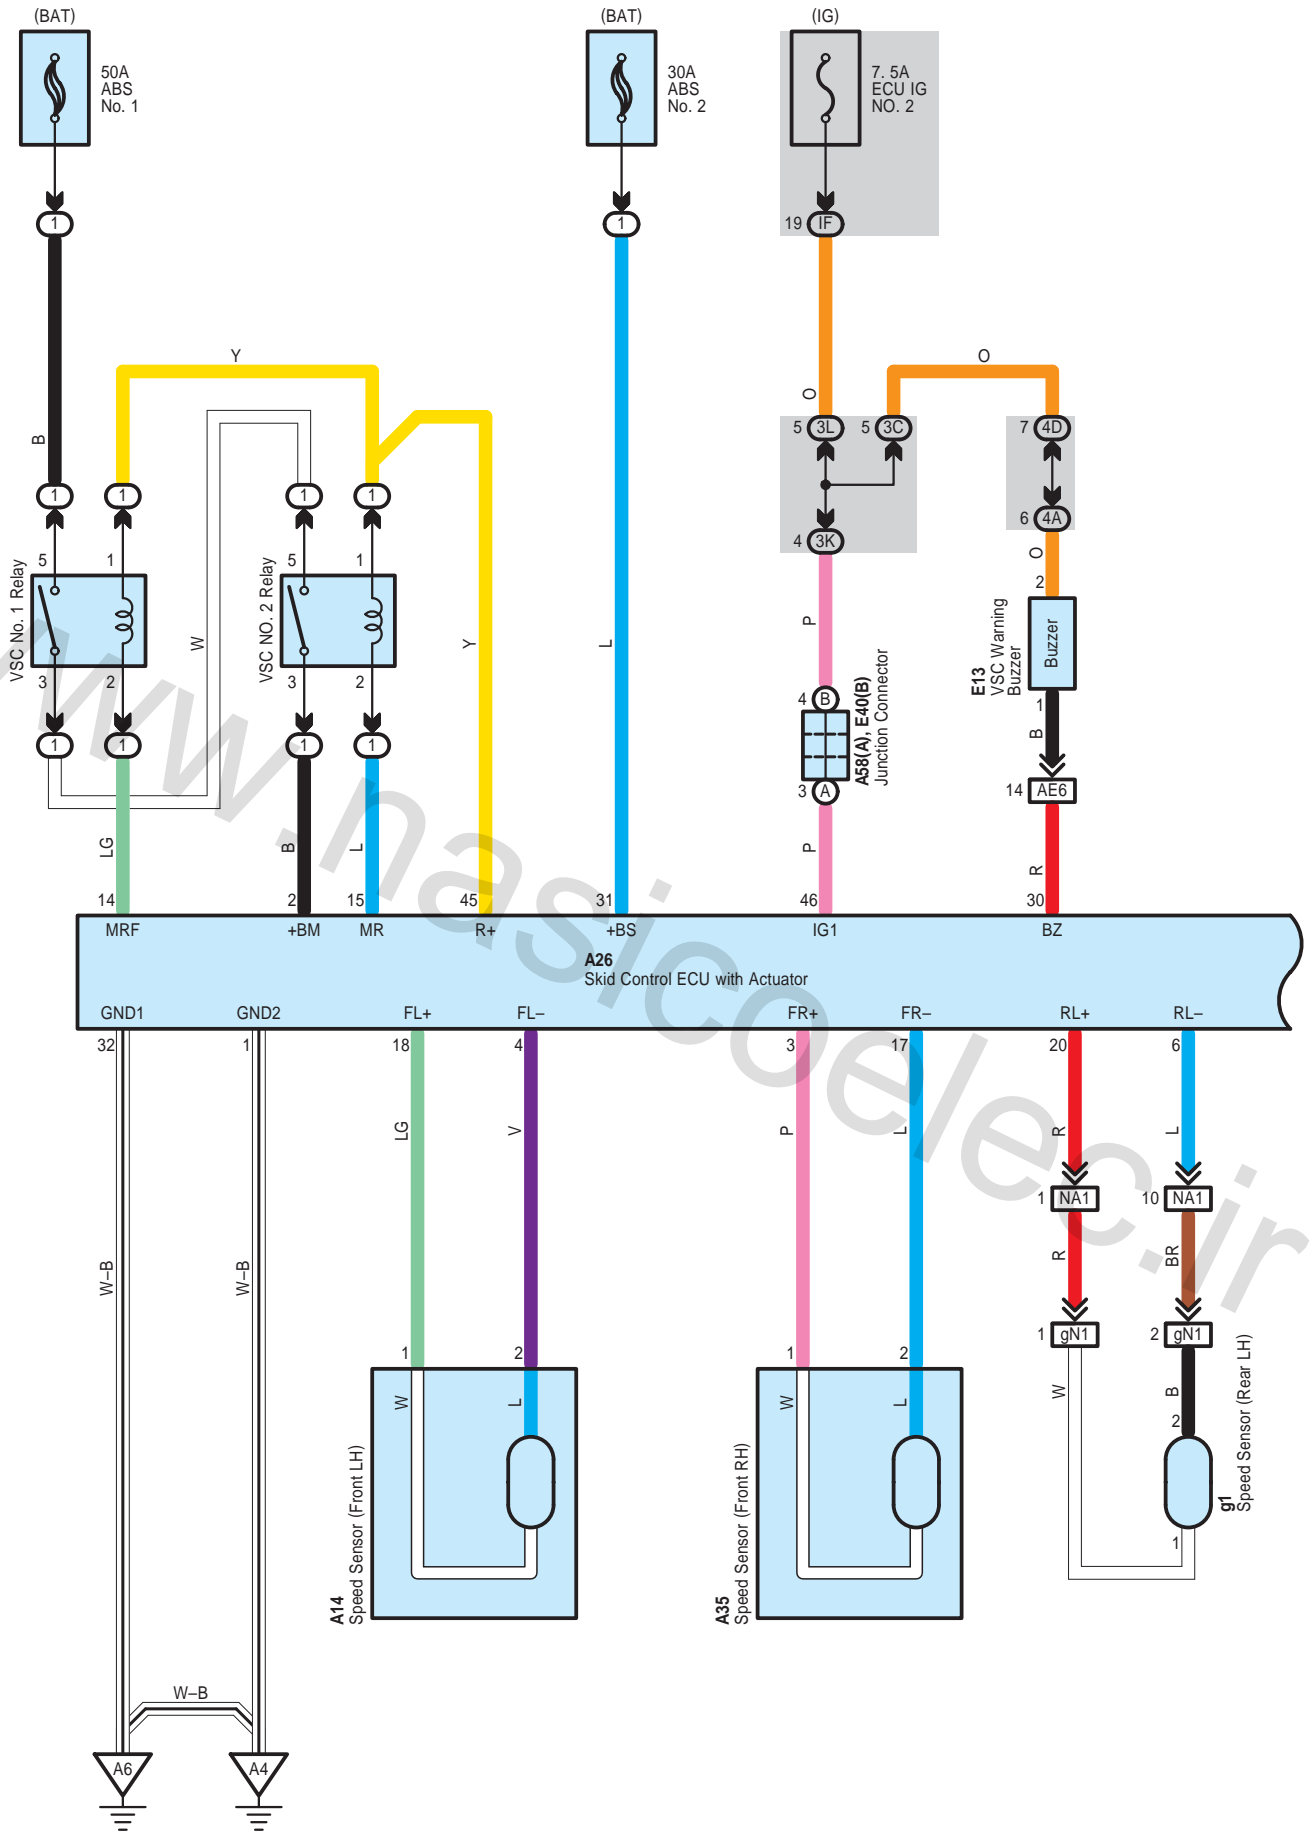 (BAT)
(BAT)
(IG)
50A
ABS
No. 1
30A
ABS
No. 2
7. 5A
ECU IG
NO. 2
1
1
19 IF
Y
O
B
O
5 3L
5 3C
7 4D
1
1
1
1
6 4A
4 3K
5
1
5
1
O
2
VSC No. 1 Relay
VSC NO. 2 Relay
W
Y
L
P
Buzzer
E13
VSC Warning
Buzzer
3
2
3
2
4 B
1
B
A58(A), E40(B)
Junction Connector
1
1
1
1
3 A
14 AE6
LG
B
L
P
R
14
2
15
45
31
46
30
MRF
+BM
MR
R+
+BS
IG1
BZ
A26
Skid Control ECU with Actuator
GND1
GND2
FL+
FL–
FR+
FR–
RL+
RL–
32
1
18
4
3
17
20
6
LG
V
P
L
R
L
1 NA1
10 NA1
W–B
W–B
R
BR
1 gN1
2 gN1
1
2
1
2
W
L
W
L
W
B
2
1
A14
Speed Sensor (Front LH)
A35
Speed Sensor (Front RH)
g1
Speed Sensor (Rear LH)
W–B
A6
A4
www.nasicoelec.ir